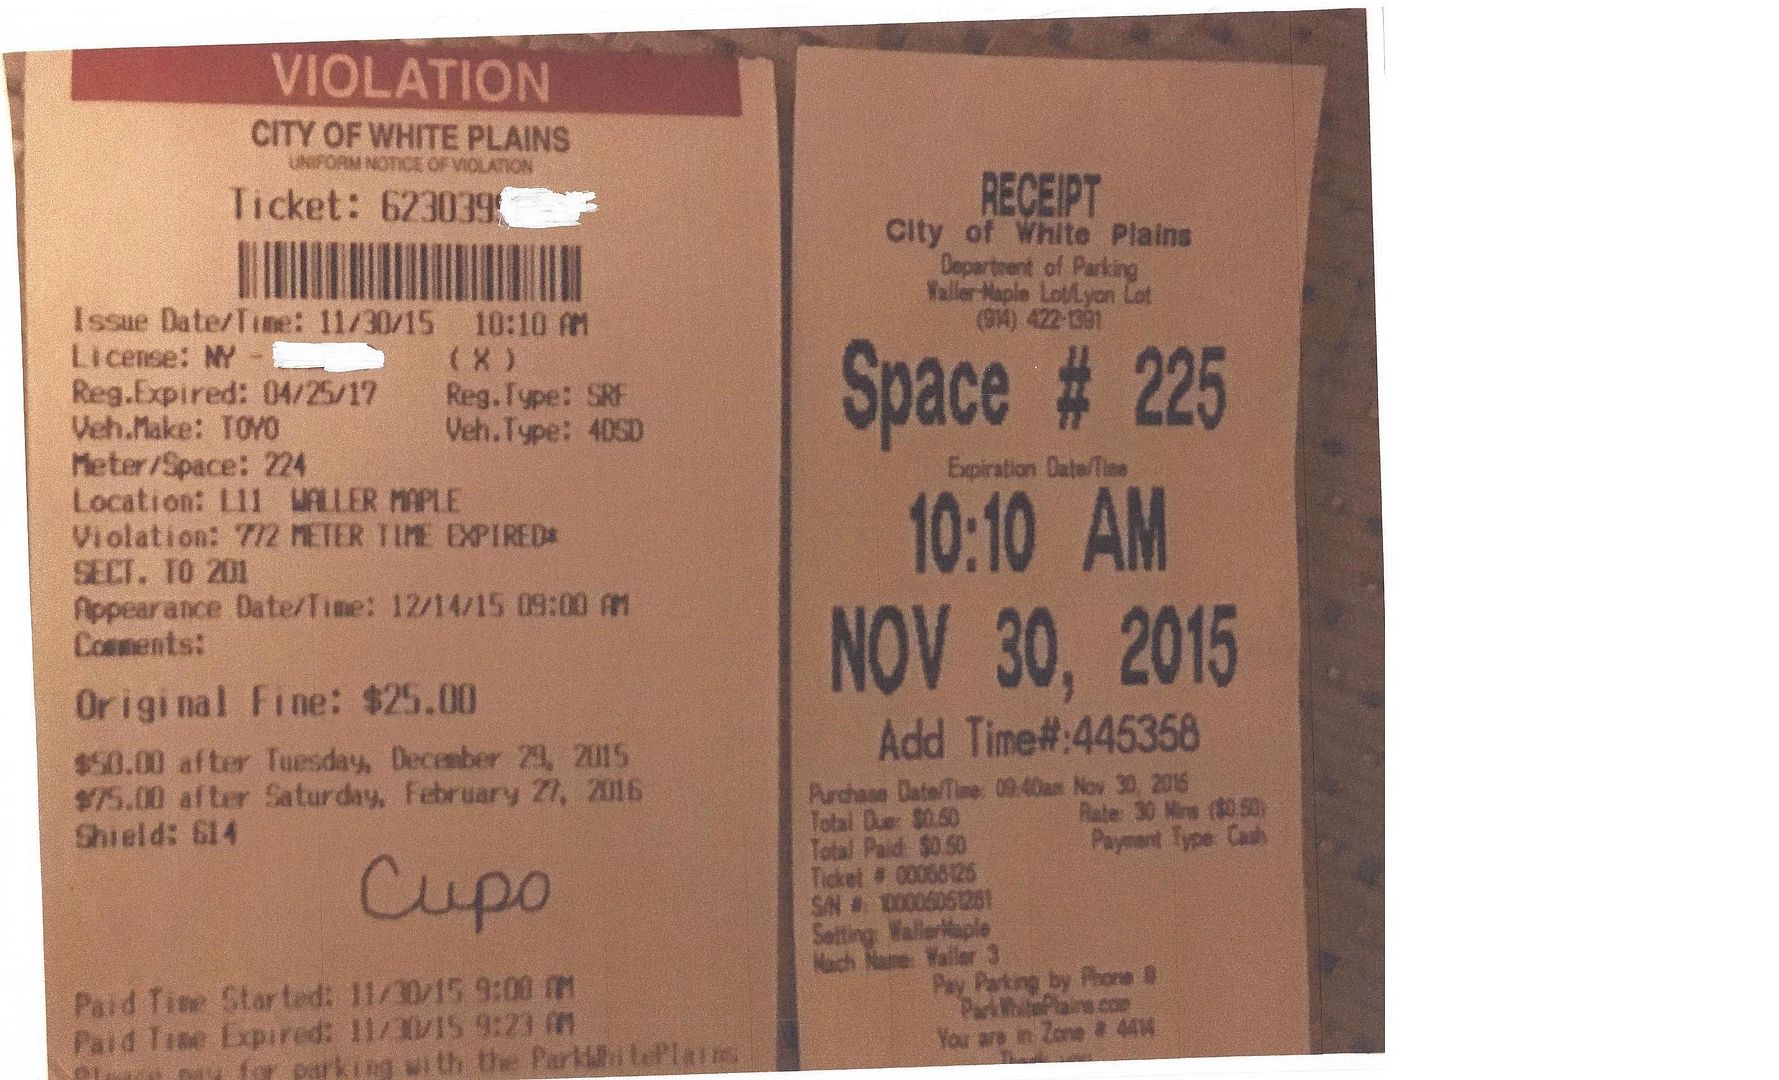 VIOLATION
CITY OF WHITE PLAINS
UNIFORM NOTICE OF VIOLATION
Ticket: 623039
Issue Date/Time: 11/30/15 10:10 AM
License: NY - ( X )
Reg.Expired: 04/25/17 Reg.Type: SRF
Veh.Make: TOYO Veh.Type: 4DSD
Meter/Space: 224
Location: L11 WALLER MAPLE
Violation: 772 METER TIME EXPIRED*
SECT. TO 201
Appearance Date/Time: 12/14/15 09:00 AM
Comments:
Original Fine: $25.00
$50.00 after Tuesday, December 29, 2015
$75.00 after Saturday, February 27, 2016
Shield: 614
Cupo
Paid Time Started: 11/30/15 9:00 AM
Paid Time Expired: 11/30/15 9:23 AM
Please pay for parking with the ParkWhitePlains
RECEIPT
City of White Plains
Department of Parking
Waller-Maple Lot/Lyon Lot
(914) 422-1391
Space # 225
Expiration Date/Time
10:10 AM
NOV 30, 2015
Add Time#:445358
Purchase Date/Time: 09:40am Nov 30, 2015
Total Due: $0.50 Rate: 30 Mins ($0.50)
Total Paid: $0.50 Payment Type: Cash
Ticket #
S/N #:
Setting: WallerMaple
Mach Name: Waller 3
Pay Parking by Phone @
ParkWhitePlains.com
You are in Zone # 4414
Thank you